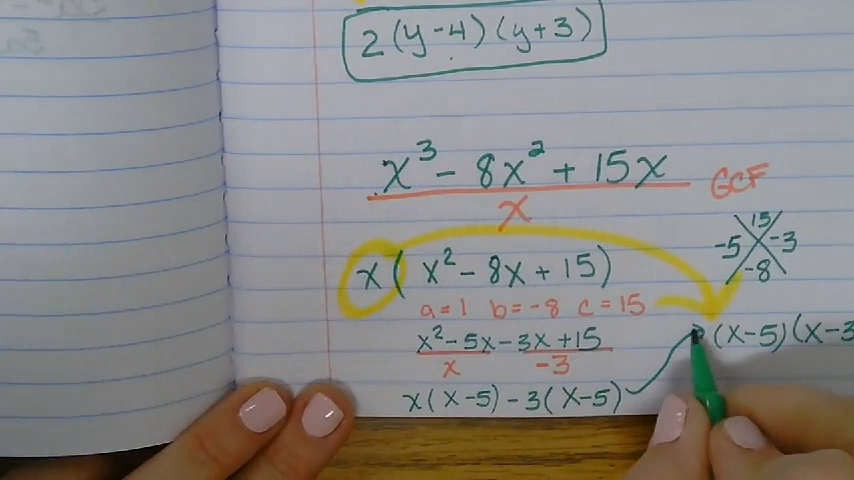 2(y-4)(y+3)
x³ - 8x² + 15x GCF
x
15
-5 -3
-8
x(x² - 8x + 15)
a=1 b=-8 c=15
x²-5x-3x+15
x -3
(x-5)(x-3
x(x-5)-3(x-5)